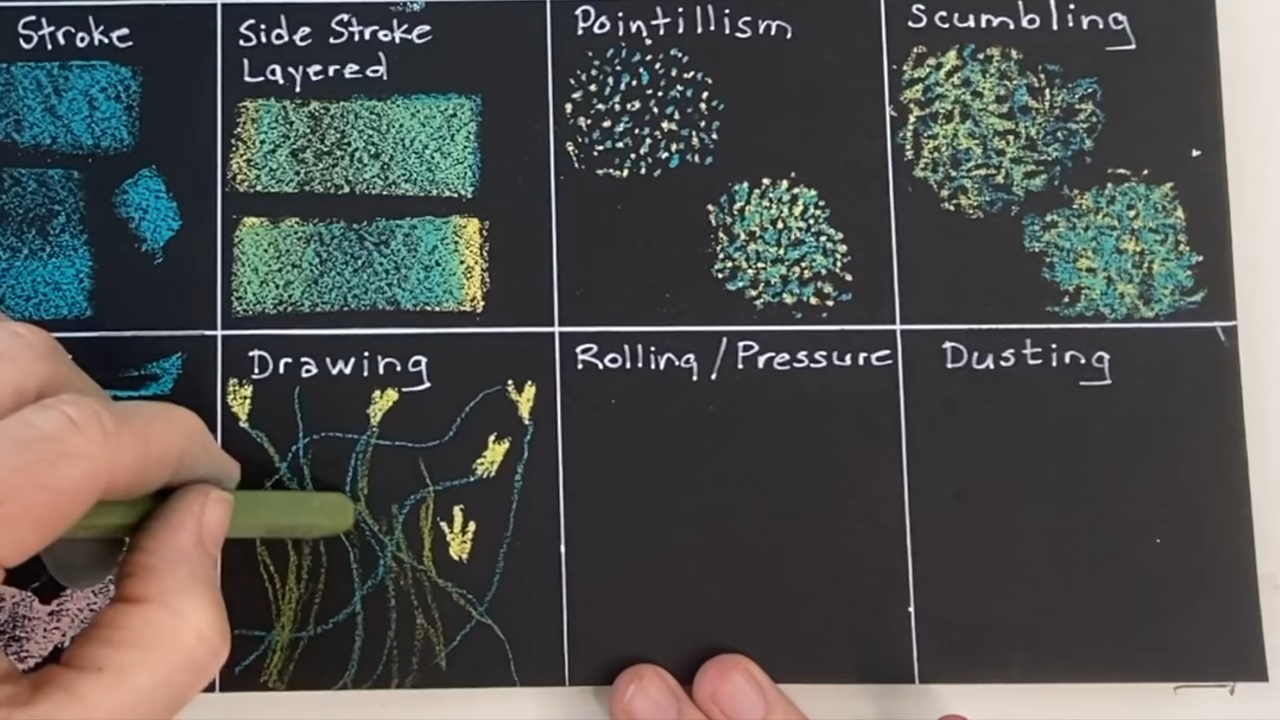 Stroke
Side Stroke
Layered
Pointillism
Scumbling
Drawing
Rolling / Pressure
Dusting